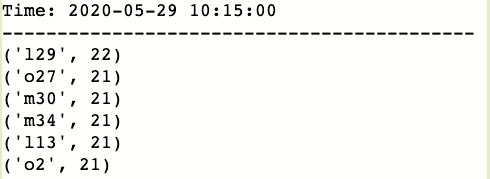 Time: 2020-05-29 10:15:00
-------------------------------------------
('l29', 22)
('o27', 21)
('m30', 21)
('m34', 21)
('l13', 21)
('o2', 21)